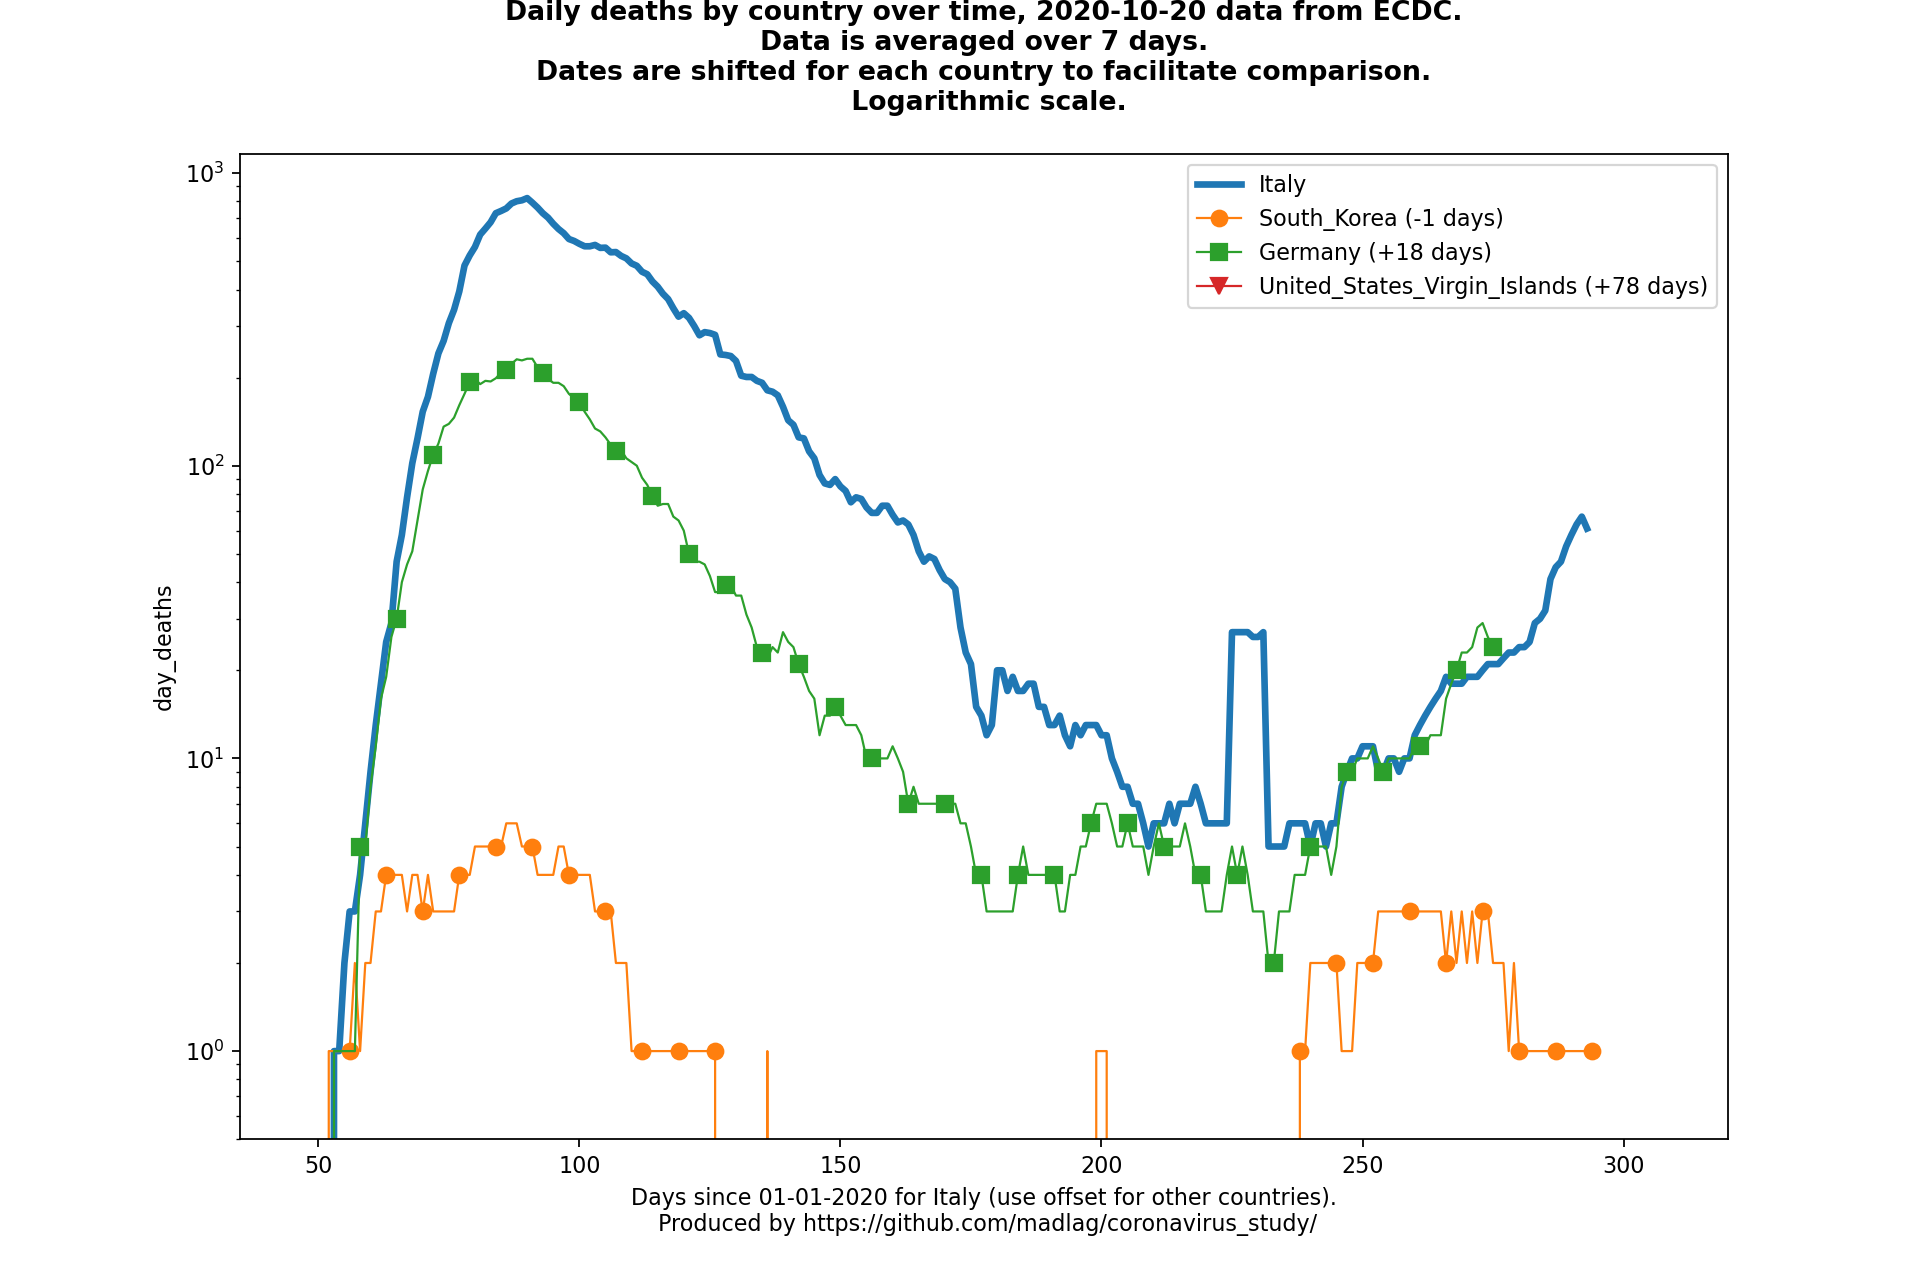 Daily deaths by country over time, 2020-10-20 data from ECDC.
Data is averaged over 7 days.
Dates are shifted for each country to facilitate comparison.
Logarithmic scale.
10³
10²
10¹
10⁰
day_deaths
Italy
South_Korea (-1 days)
Germany (+18 days)
United_States_Virgin_Islands (+78 days)
50 100 150 200 250 300
Days since 01-01-2020 for Italy (use offset for other countries).
Produced by https://github.com/madlag/coronavirus_study/